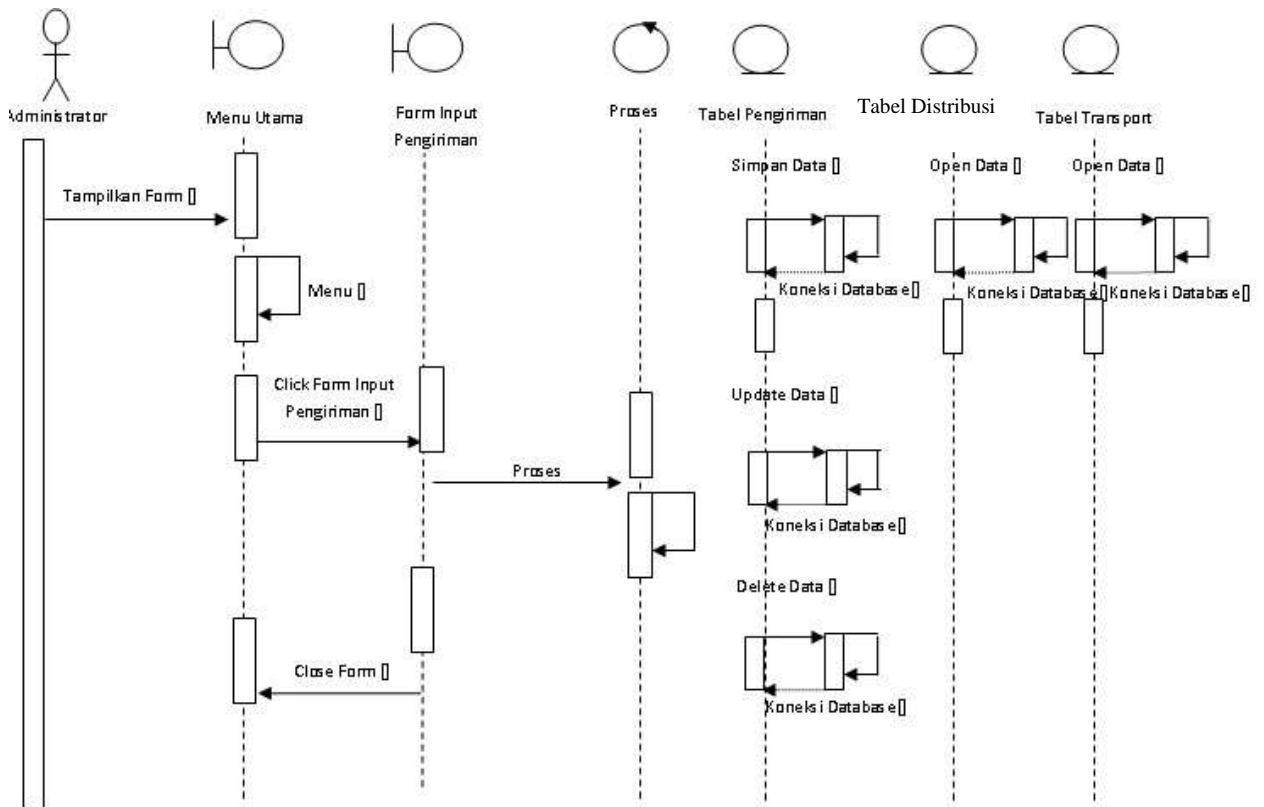 Administrator
Menu Utama
Form Input
Pengiriman
Proses
Tabel Pengiriman
Tabel Distribusi
Tabel Transport
Simpan Data []
Open Data []
Open Data []
Tampilkan Form []
Koneksi Database[]
Koneksi Database[]
Koneksi Database[]
Menu []
Click Form Input
Pengiriman []
Update Data []
Proses
Koneksi Database[]
Delete Data []
Close Form []
Koneksi Database[]